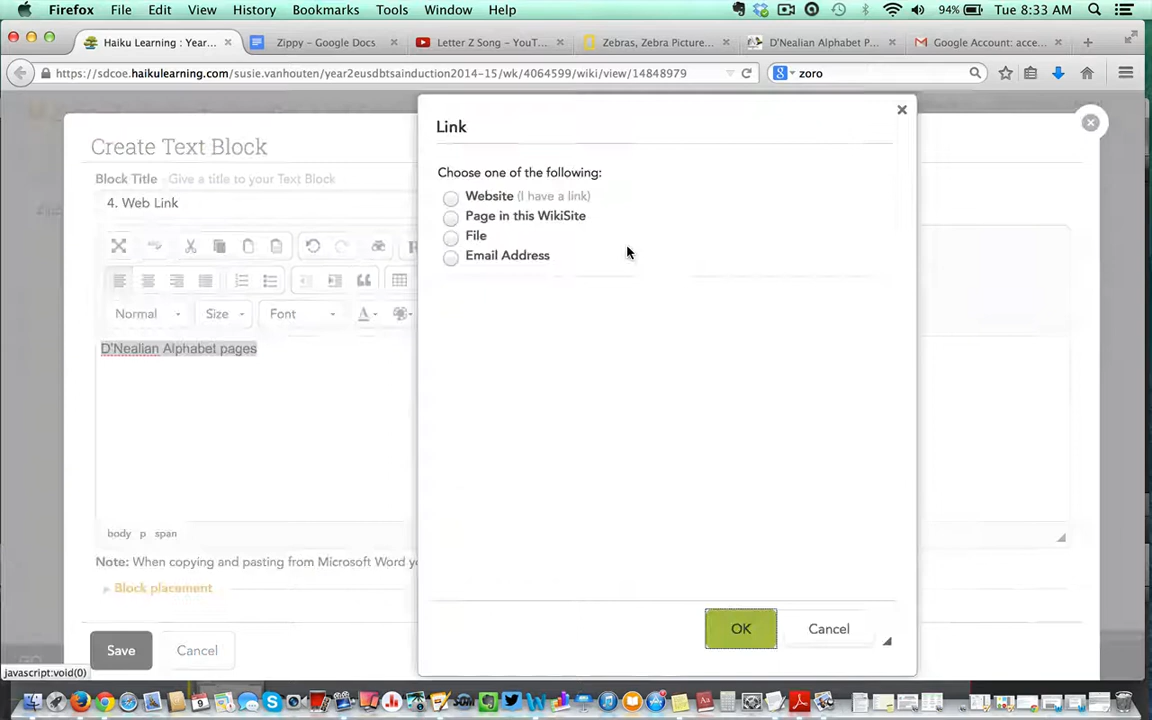 Firefox File Edit View History Bookmarks Tools Window Help 94% Tue 8:33 AM
Haiku Learning : Year... Zippy - Google Docs Letter Z Song - YouT... Zebras, Zebra Picture... D'Nealian Alphabet P... Google Account: acce...
https://sdcoe.haikulearning.com/susie.vanhouten/year2eusdbtsainduction2014-15/wk/4064599/wiki/view/14848979 zoro
Create Text Block
Block Title Give a title to your Text Block
4. Web Link
Normal Size Font
D'Nealian Alphabet pages
body p span
Note: When copying and pasting from Microsoft Word
Block placement
Save Cancel
javascript:void(0)
Link
Choose one of the following:
Website (I have a link)
Page in this WikiSite
File
Email Address
OK Cancel